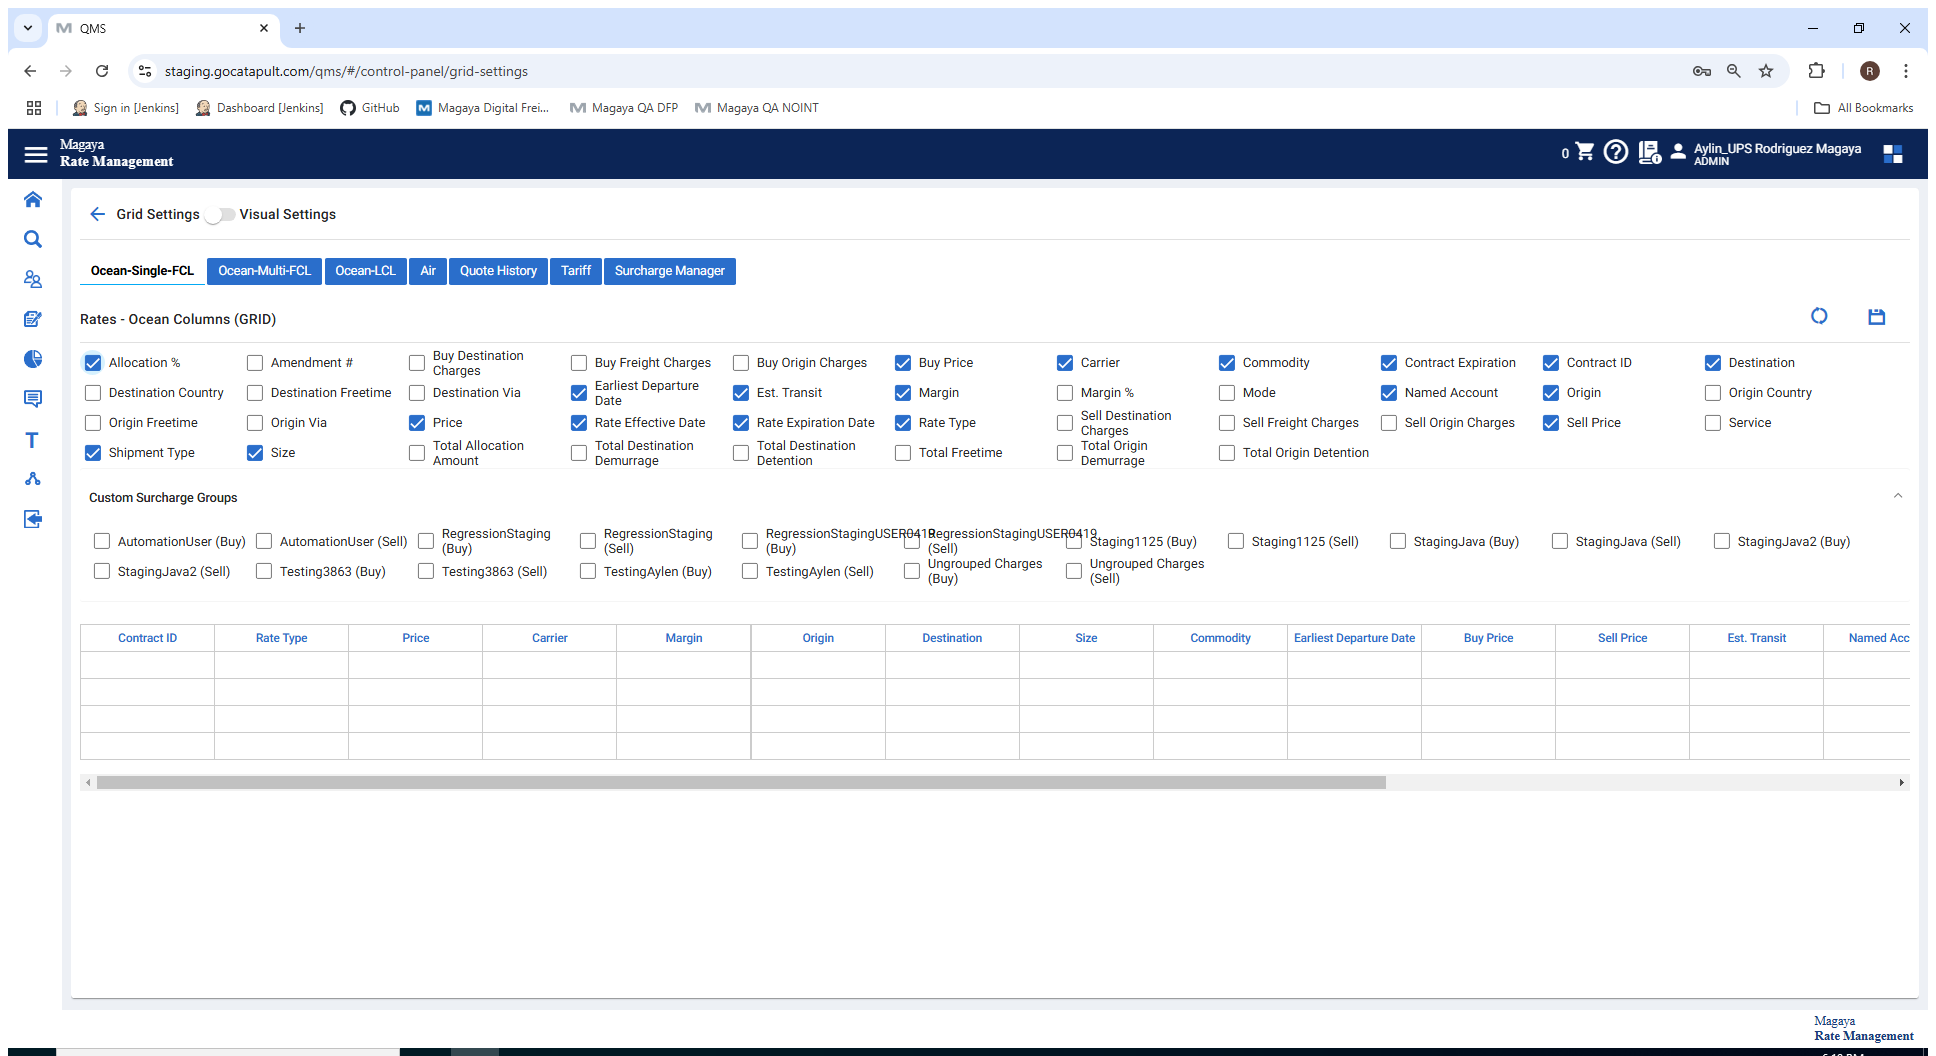 QMS
staging.gocatapult.com/qms/#/control-panel/grid-settings
R
Sign in [Jenkins]
Dashboard [Jenkins]
GitHub
Magaya Digital Frei...
Magaya QA DFP
Magaya QA NOINT
All Bookmarks
Magaya
Rate Management
0
Aylin_UPS Rodriguez Magaya
ADMIN
Grid Settings
Visual Settings
Ocean-Single-FCL
Ocean-Multi-FCL
Ocean-LCL
Air
Quote History
Tariff
Surcharge Manager
Rates - Ocean Columns (GRID)
Allocation %
Amendment #
Buy Destination
Charges
Buy Freight Charges
Buy Origin Charges
Buy Price
Carrier
Commodity
Contract Expiration
Contract ID
Destination
Destination Country
Destination Freetime
Destination Via
Earliest Departure
Date
Est. Transit
Margin
Margin %
Mode
Named Account
Origin
Origin Country
Origin Freetime
Origin Via
Price
Rate Effective Date
Rate Expiration Date
Rate Type
Sell Destination
Charges
Sell Freight Charges
Sell Origin Charges
Sell Price
Service
Shipment Type
Size
Total Allocation
Amount
Total Destination
Demurrage
Total Destination
Detention
Total Freetime
Total Origin
Demurrage
Total Origin Detention
Custom Surcharge Groups
AutomationUser (Buy)
AutomationUser (Sell)
RegressionStaging
(Buy)
RegressionStaging
(Sell)
RegressionStagingUSER0419
(Buy)
RegressionStagingUSER0419
(Sell)
Staging1125 (Buy)
Staging1125 (Sell)
StagingJava (Buy)
StagingJava (Sell)
StagingJava2 (Buy)
StagingJava2 (Sell)
Testing3863 (Buy)
Testing3863 (Sell)
TestingAylen (Buy)
TestingAylen (Sell)
Ungrouped Charges
(Buy)
Ungrouped Charges
(Sell)
Contract ID
Rate Type
Price
Carrier
Margin
Origin
Destination
Size
Commodity
Earliest Departure Date
Buy Price
Sell Price
Est. Transit
Named Acc
Magaya
Rate Management